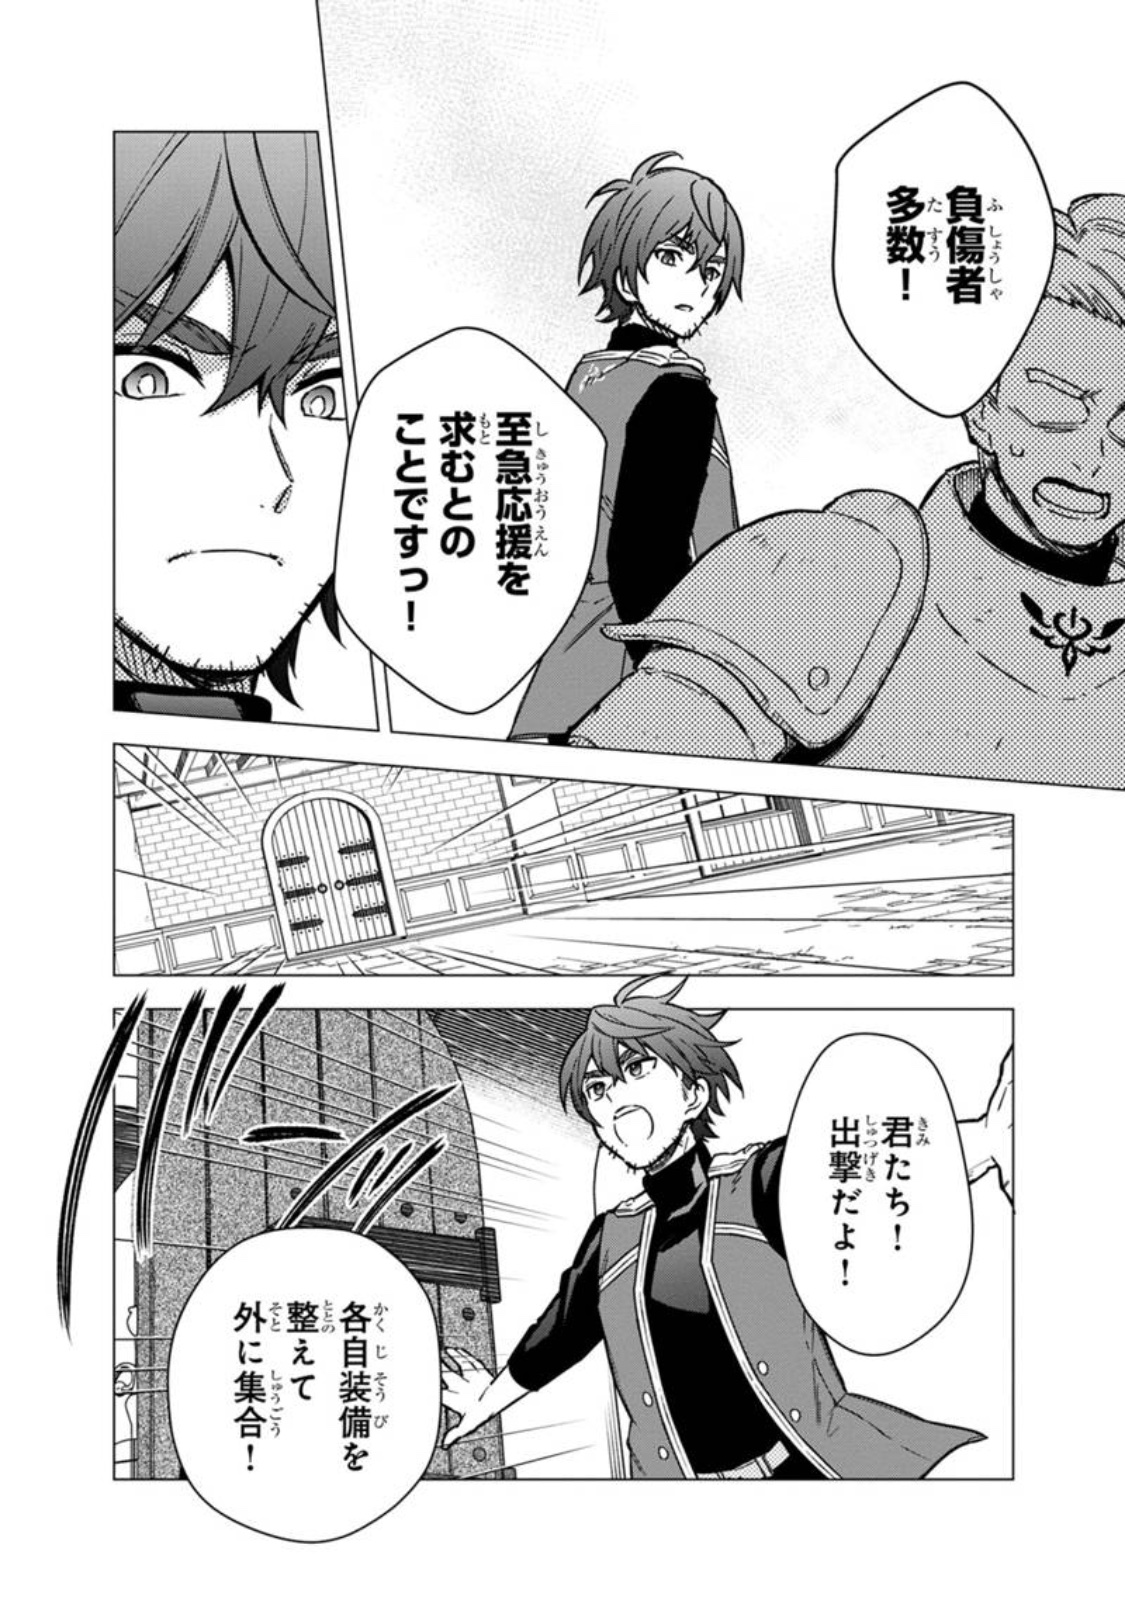 負傷者
多数！
至急応援を
求むとの
ことですっ！
君たち！
出撃だよ！
各自装備を
整えて
外に集合！